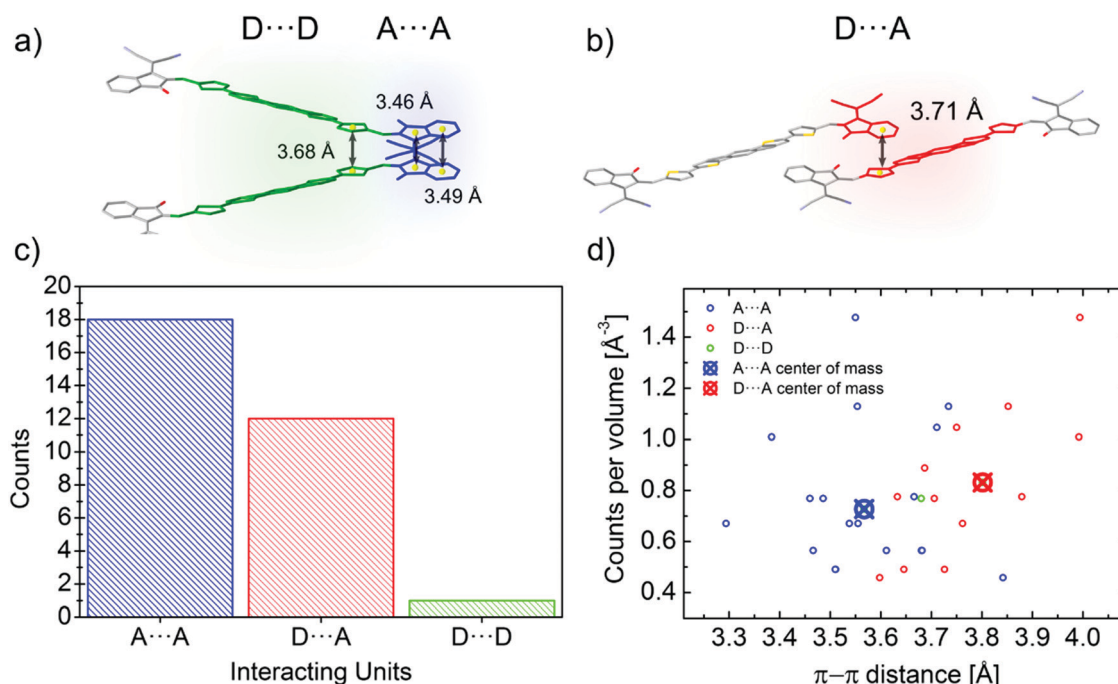 a)
D···D A···A
3.46 Å
3.68 Å
3.49 Å
b)
D···A
3.71 Å
c)
20
18
16
14
12
10
8
6
4
2
0
Counts
A···A D···A D···D
Interacting Units
d)
1.4
1.2
1.0
0.8
0.6
0.4
Counts per volume [Å⁻³]
A···A
D···A
D···D
A···A center of mass
D···A center of mass
3.3 3.4 3.5 3.6 3.7 3.8 3.9 4.0
π–π distance [Å]